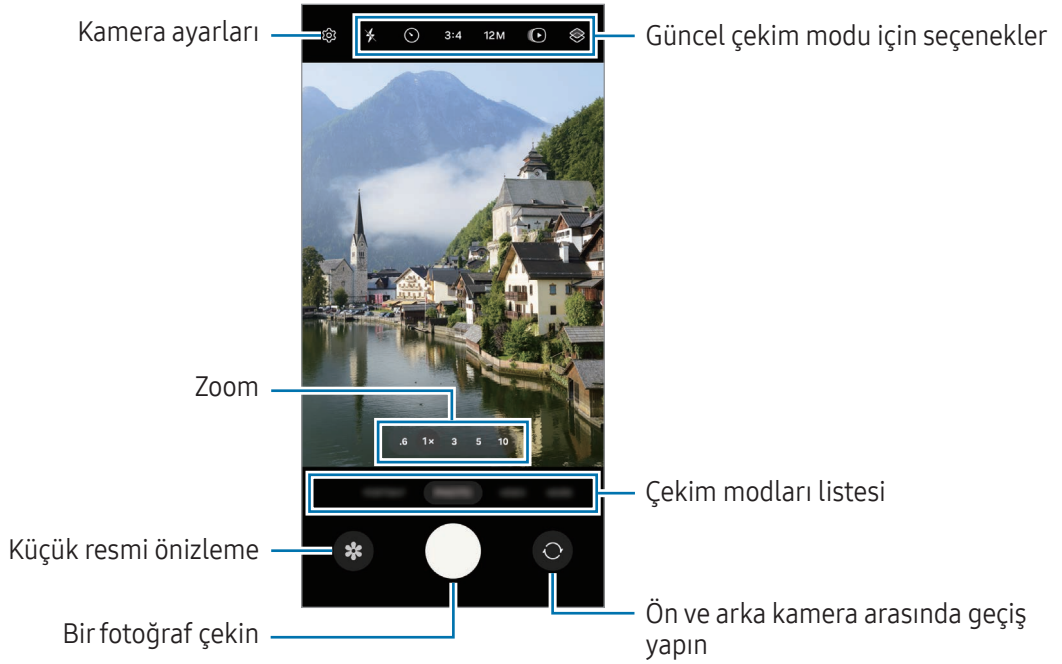 Kamera ayarları
3:4 12M
Güncel çekim modu için seçenekler
Zoom
.6 1× 3 5 10
Çekim modları listesi
Küçük resmi önizleme
Bir fotoğraf çekin
Ön ve arka kamera arasında geçiş
yapın